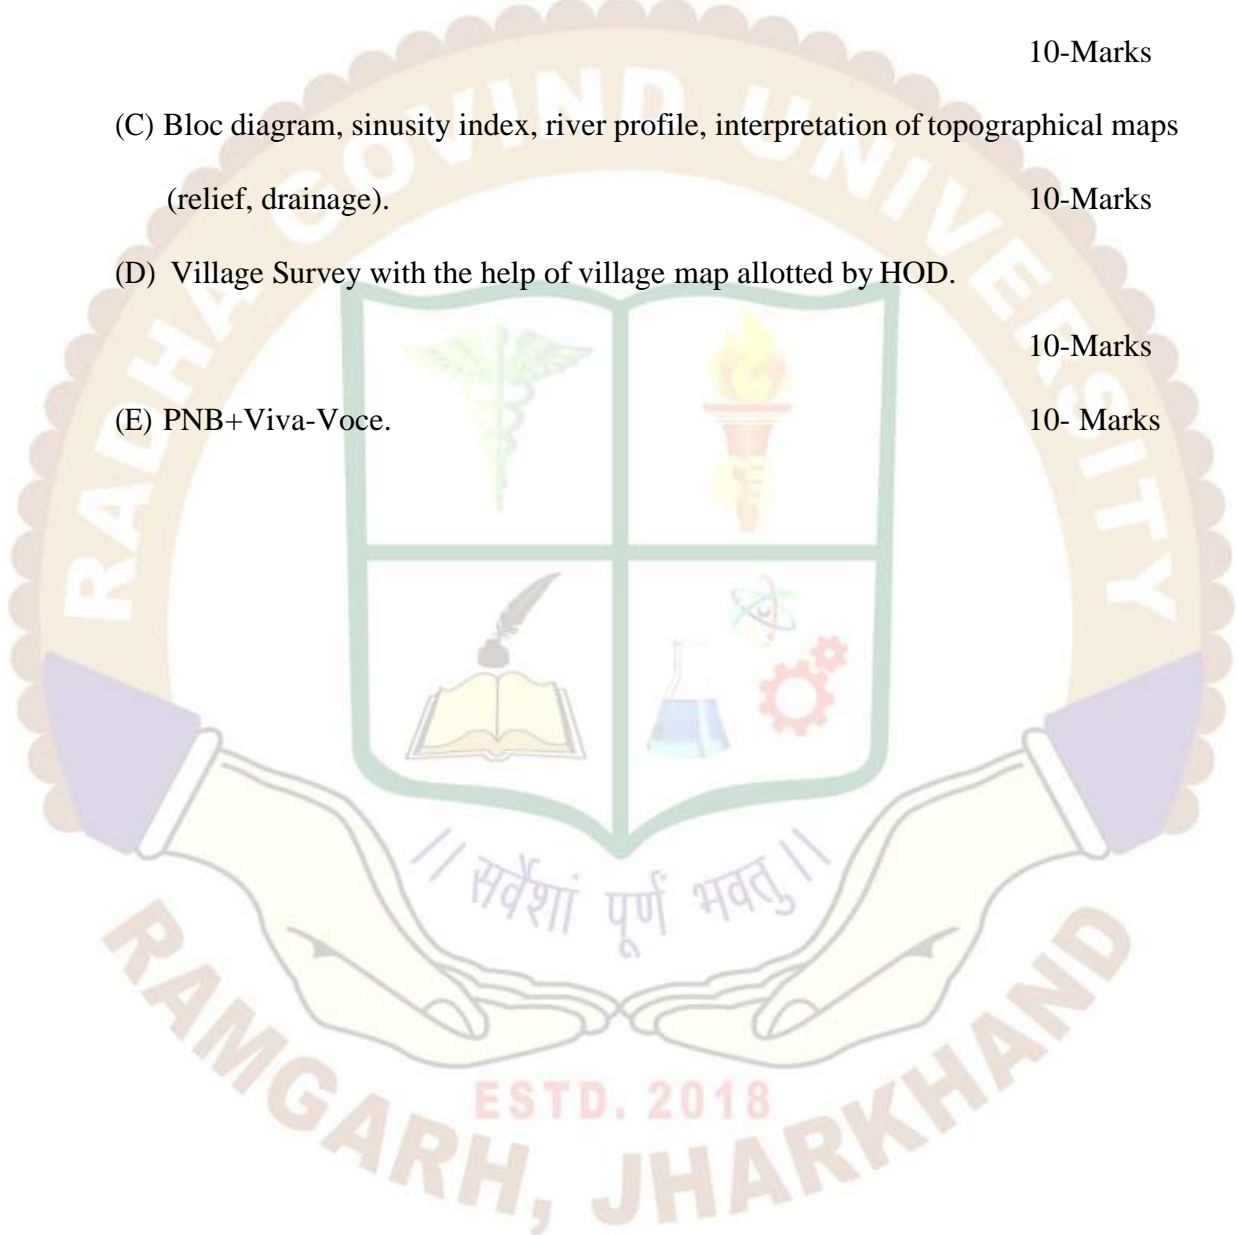 10-Marks
(C) Bloc diagram, sinusity index, river profile, interpretation of topographical maps
(relief, drainage). 10-Marks
(D) Village Survey with the help of village map allotted by HOD.
10-Marks
(E) PNB+Viva-Voce. 10- Marks
RADHA GOVIND UNIVERSITY
|| सर्वेशां पूर्णं भवतु ||
ESTD. 2018
RAMGARH, JHARKHAND